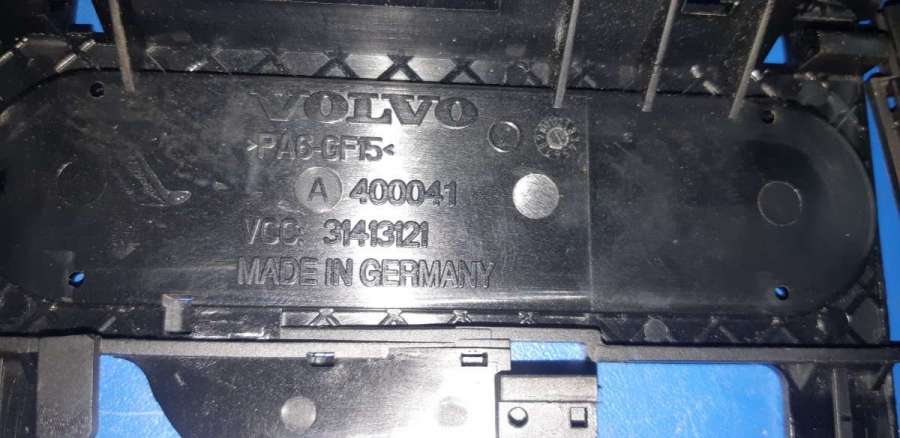 VOLVO
>PA6-GF15<
A 400041
VCC: 31413121
MADE IN GERMANY